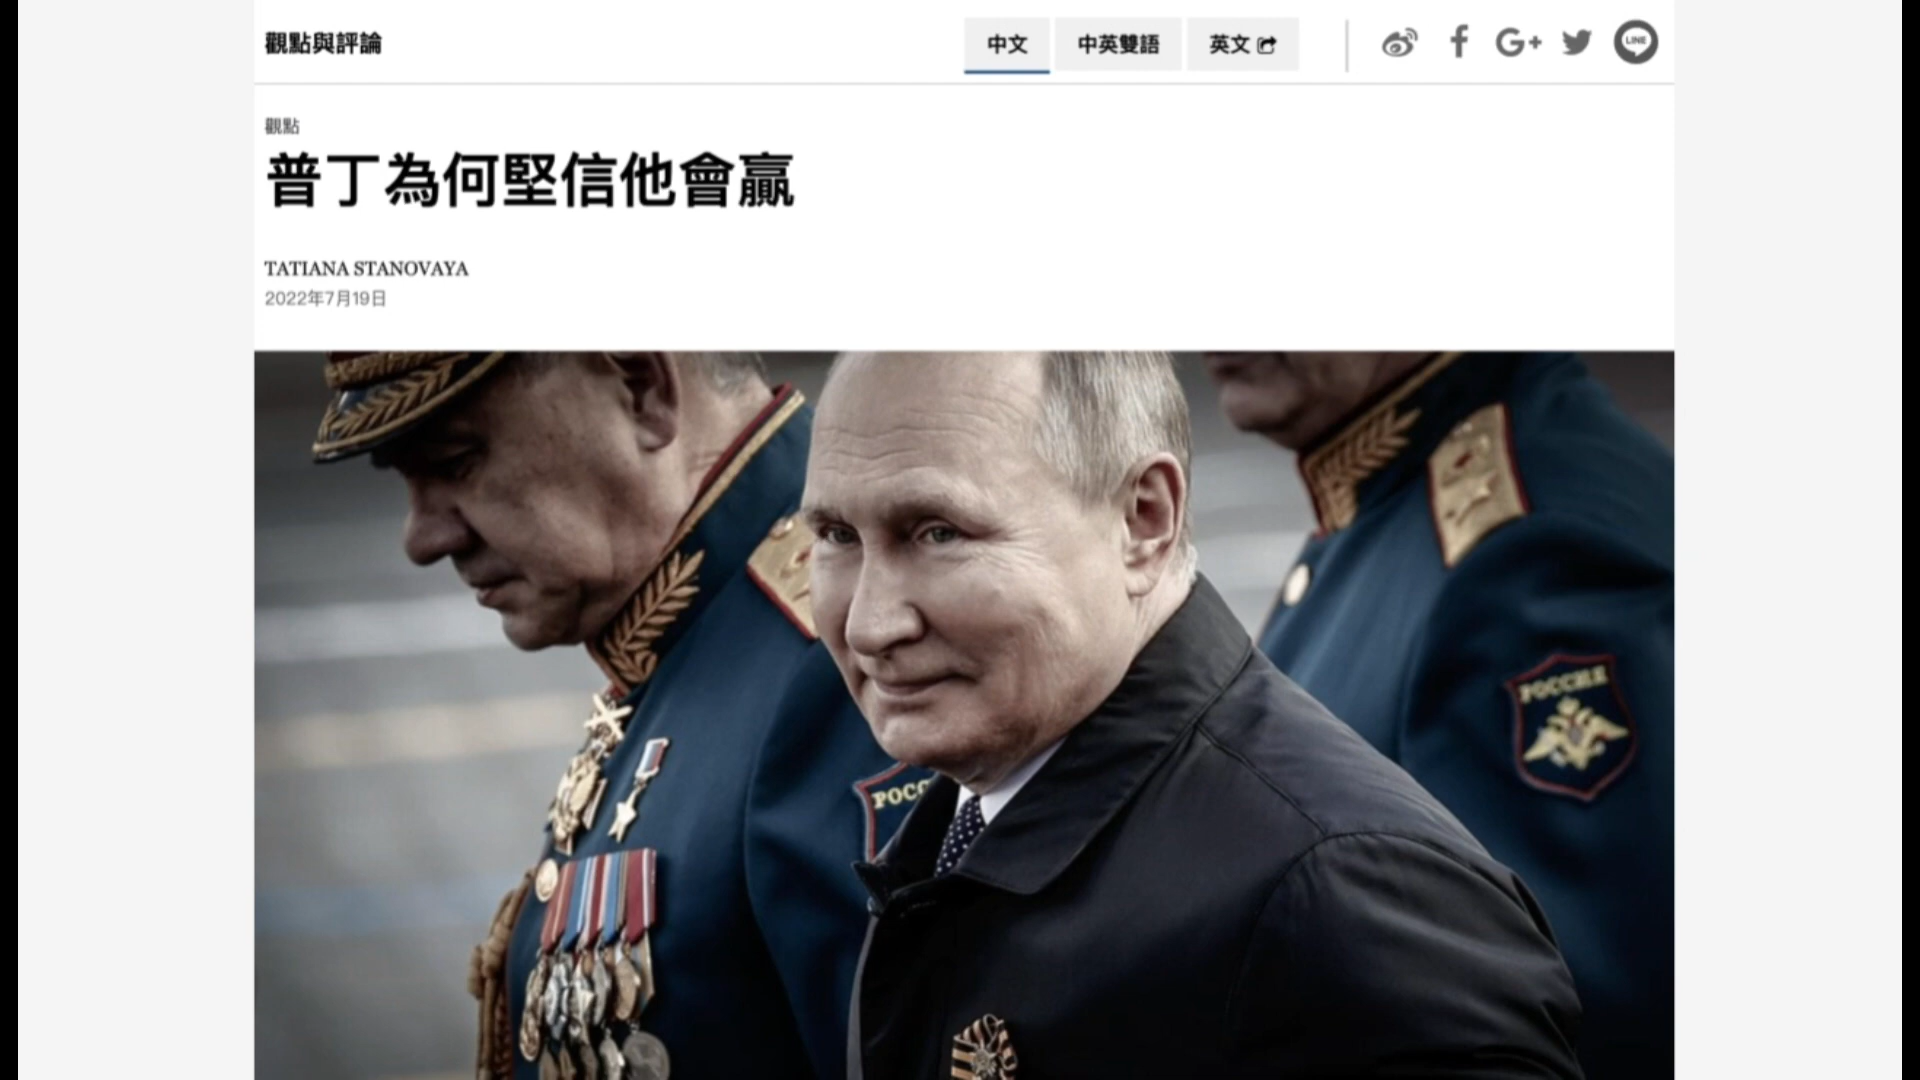 觀點與評論
中文
中英雙語
英文
LINE
觀點
普丁為何堅信他會贏
TATIANA STANOVAYA
2022年7月19日
РОССИЯ
РОСС